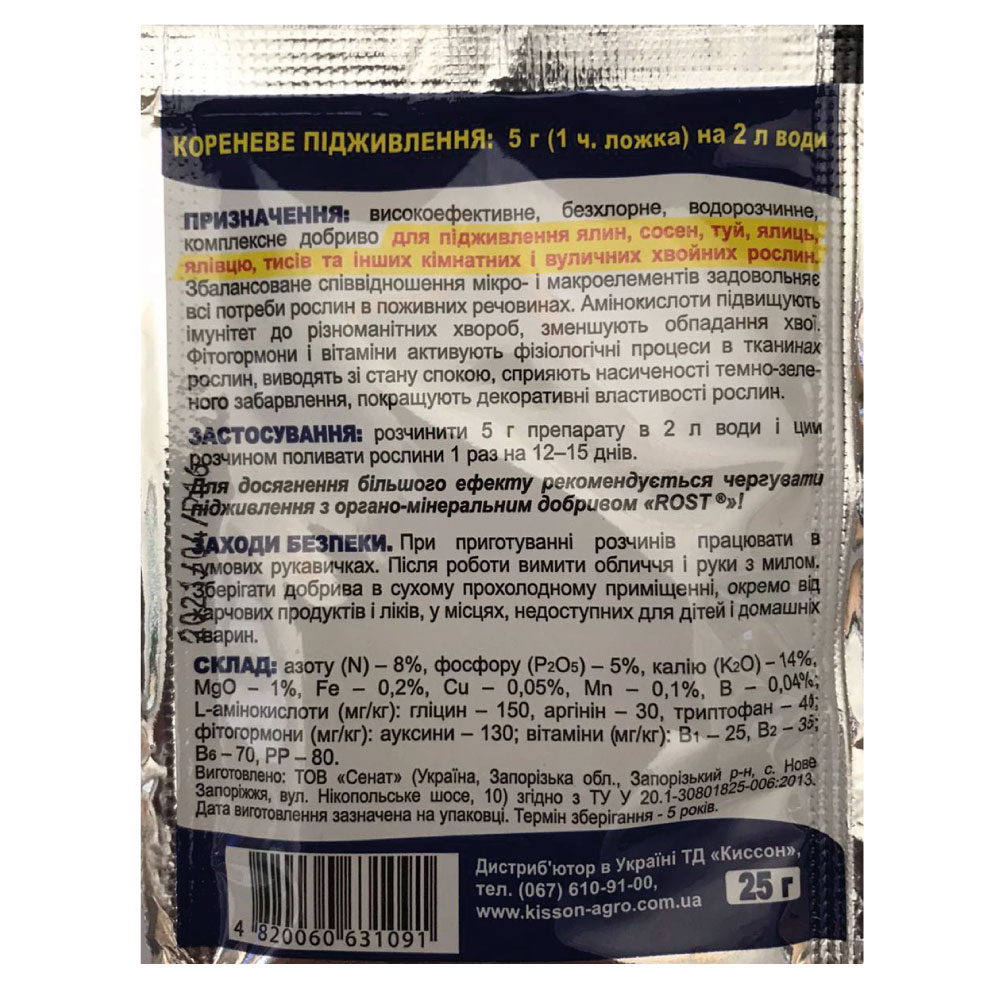 КОРЕНЕВЕ ПІДЖИВЛЕННЯ: 5 г (1 ч. ложка) на 2 л води
ПРИЗНАЧЕННЯ: високоефективне, безхлорне, водорозчинне,
комплексне добриво для підживлення ялин, сосен, туй, ялиць,
ялівцю, тисів та інших кімнатних і вуличних хвойних рослин.
Збалансоване співвідношення мікро- і макроелементів задовольняє
всі потреби рослин в поживних речовинах. Амінокислоти підвищують
імунітет до різноманітних хвороб, зменшують обпадання хвої.
Фітогормони і вітаміни активують фізіологічні процеси в тканинах
рослин, виводять зі стану спокою, сприяють насиченості темно-зеле-
ного забарвлення, покращують декоративні властивості рослин.
ЗАСТОСУВАННЯ: розчинити 5 г препарату в 2 л води і цим
розчином поливати рослини 1 раз на 12–15 днів.
Для досягнення більшого ефекту рекомендується чергувати
підживлення з органо-мінеральним добривом «ROST ®»!
ЗАХОДИ БЕЗПЕКИ. При приготуванні розчинів працювати в
гумових рукавичках. Після роботи вимити обличчя і руки з милом.
Зберігати добрива в сухому прохолодному приміщенні, окремо від
харчових продуктів і ліків, у місцях, недоступних для дітей і домашніх
тварин.
СКЛАД: азоту (N) – 8%, фосфору (P2O5) – 5%, калію (K2O) – 14%,
MgO – 1%, Fe – 0,2%, Cu – 0,05%, Mn – 0,1%, B – 0,04%;
L-амінокислоти (мг/кг): гліцин – 150, аргінін – 30, триптофан – 40;
фітогормони (мг/кг): ауксини – 130; вітаміни (мг/кг): B1 – 25, B2 – 35;
B6 – 70, PP – 80.
Виготовлено: ТОВ «Сенат» (Україна, Запорізька обл., Запорізький р-н, с. Нове
Запоріжжя, вул. Нікопольське шосе, 10) згідно з ТУ У 20.1-30801825-006:2013.
Дата виготовлення зазначена на упаковці. Термін зберігання - 5 років.
Дистриб'ютор в Україні ТД «Киссон»,
тел. (067) 610-91-00,
www.kisson-agro.com.ua
25 г
4 820060 631091